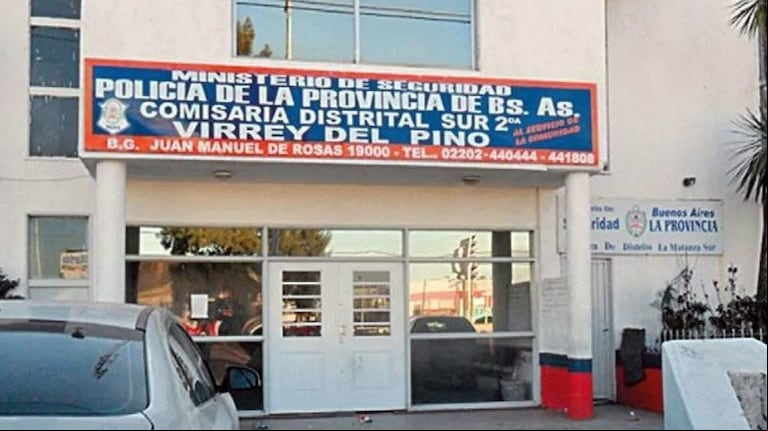 MINISTERIO DE SEGURIDAD
POLICIA DE LA PROVINCIA DE Bs. As.
COMISARIA DISTRITAL SUR 2DA
VIRREY DEL PINO
AL SERVICIO DE
LA COMUNIDAD
B.G. JUAN MANUEL DE ROSAS 19000 - TEL.. 02202-440444 - 441808
Buenos Aires
LA PROVINCIA
de Distrito La Matanza Sur